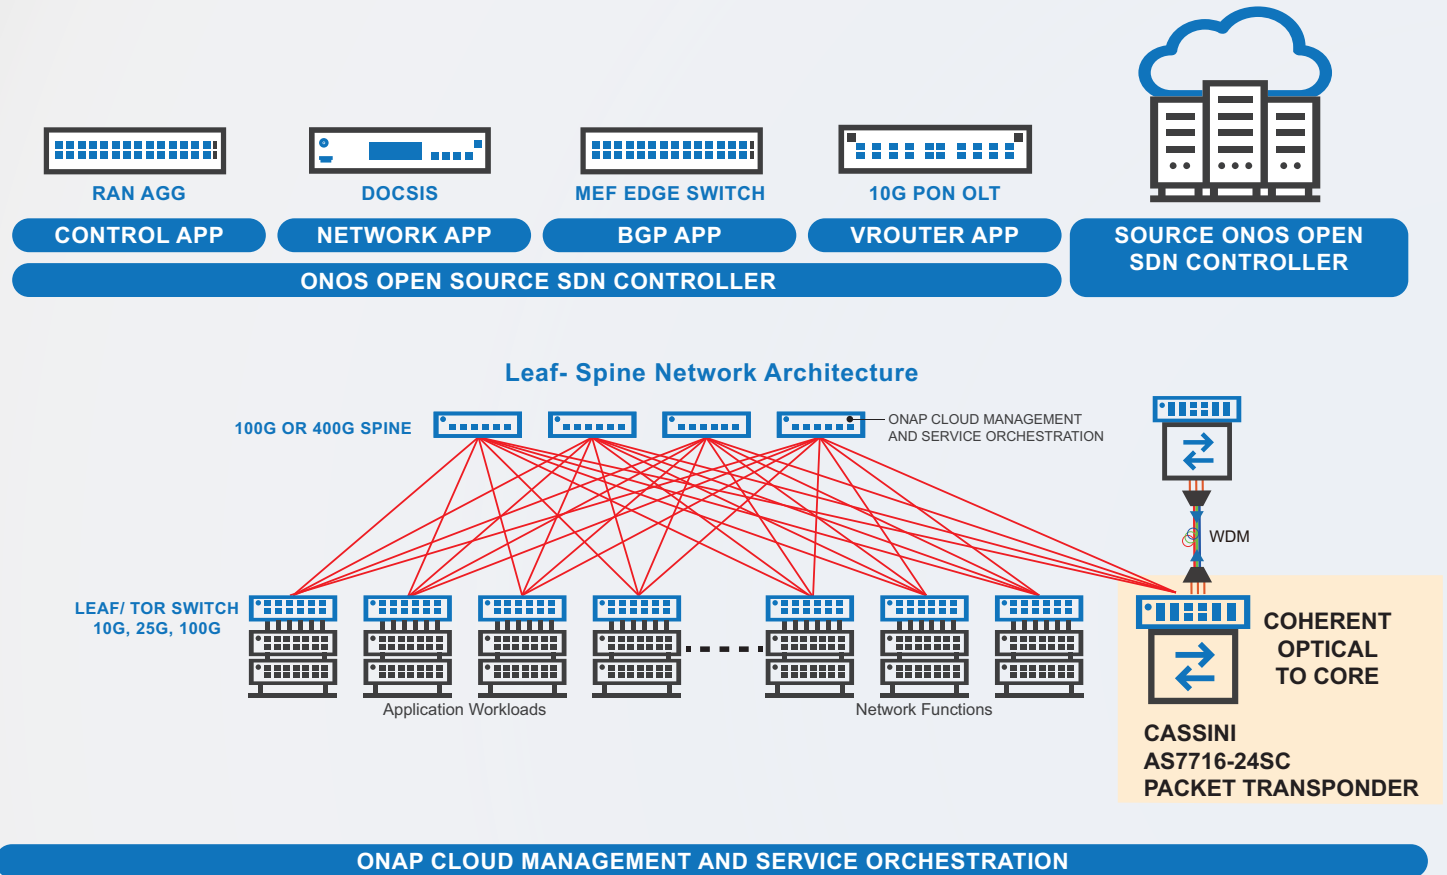 RAN AGG
DOCSIS
MEF EDGE SWITCH
10G PON OLT
CONTROL APP
NETWORK APP
BGP APP
VROUTER APP
SOURCE ONOS OPEN
SDN CONTROLLER
ONOS OPEN SOURCE SDN CONTROLLER
Leaf- Spine Network Architecture
100G OR 400G SPINE
ONAP CLOUD MANAGEMENT
AND SERVICE ORCHESTRATION
WDM
LEAF/ TOR SWITCH
10G, 25G, 100G
COHERENT
OPTICAL
TO CORE
Application Workloads
Network Functions
CASSINI
AS7716-24SC
PACKET TRANSPONDER
ONAP CLOUD MANAGEMENT AND SERVICE ORCHESTRATION